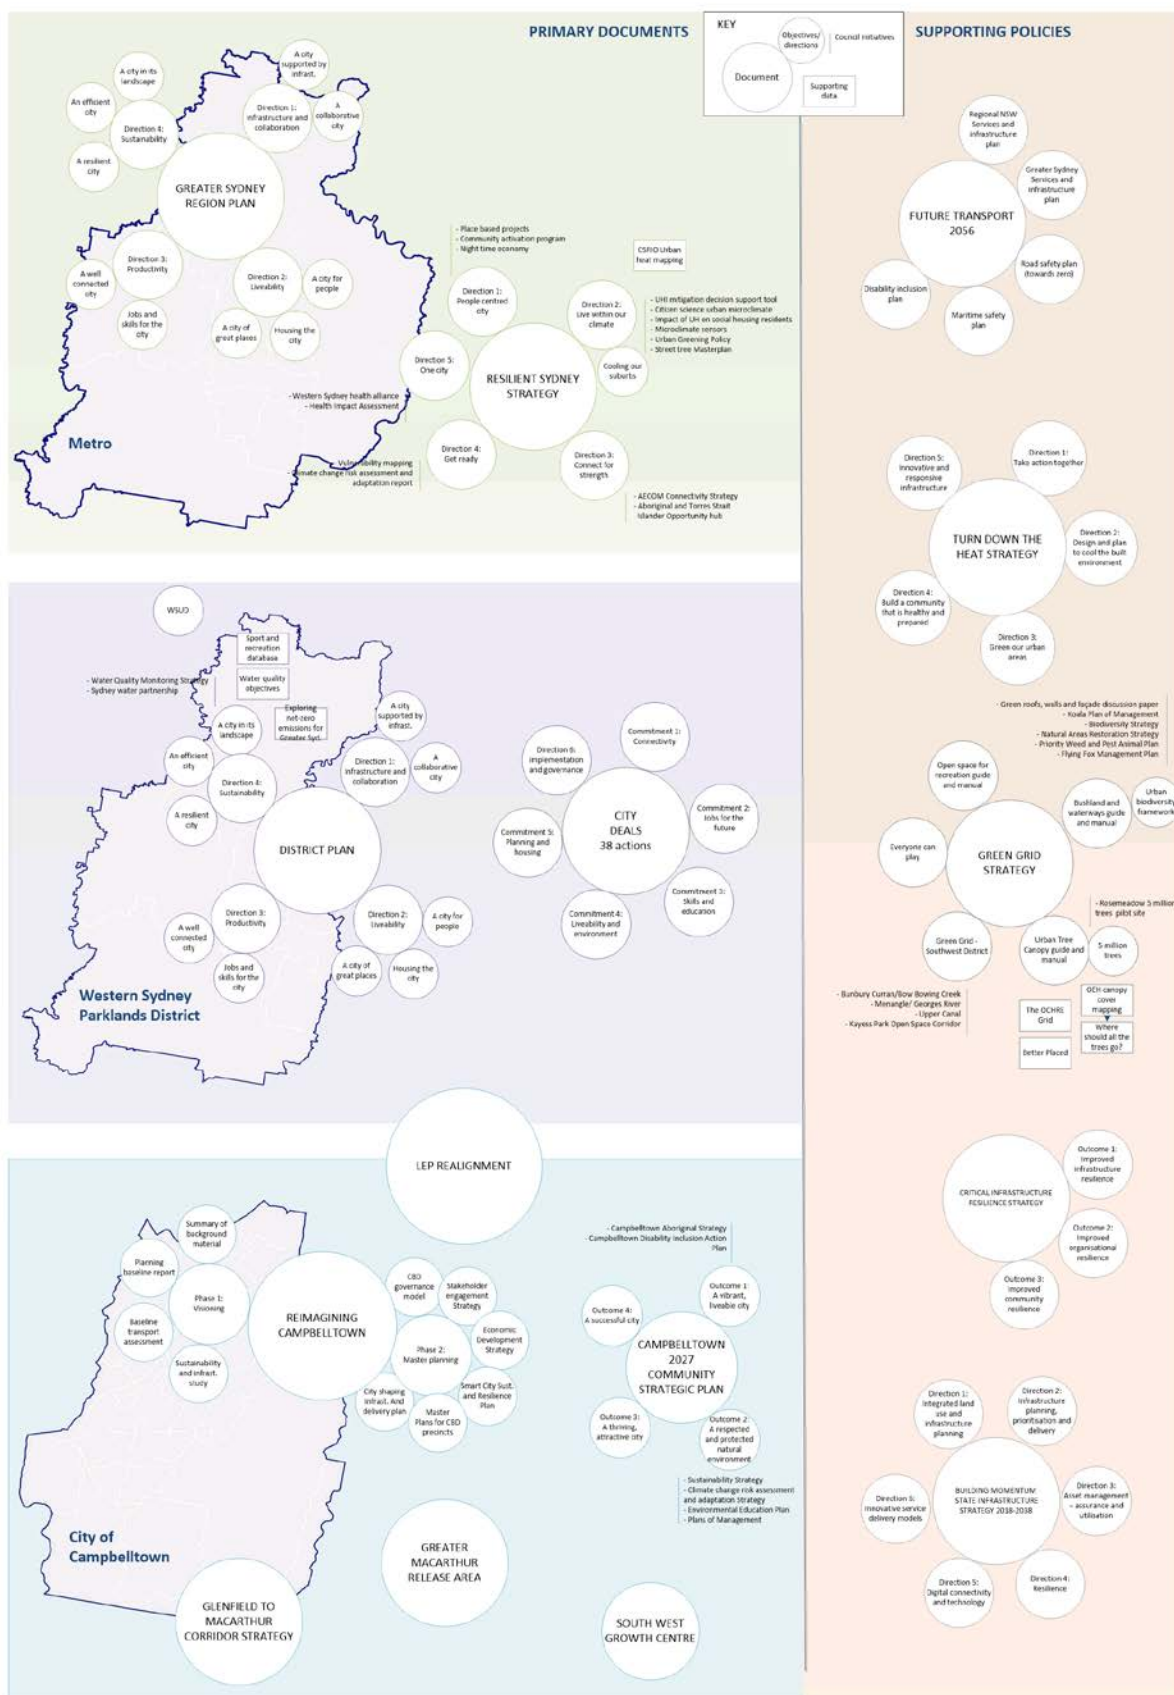 PRIMARY DOCUMENTS
KEY
Objectives/
directions
Council initiatives
Document
Supporting
data
SUPPORTING POLICIES
A city
supported by
infrast.
A city in its
landscape
An efficient
city
Direction 4:
Sustainability
A resilient
city
Direction 1:
Infrastructure and
collaboration
A
collaborative
city
GREATER SYDNEY
REGION PLAN
Direction 3:
Productivity
A well
connected
city
Jobs and
skills for the
city
Direction 2:
Liveability
A city for
people
A city of
great places
Housing the
city
Metro
- Place based projects
- Community activation program
- Night time economy
CSRIO Urban
heat mapping
Direction 1:
People centred
city
Direction 2:
Live within our
climate
- UHI mitigation decision support tool
- Citizen science urban microclimate
- Impact of UH on social housing residents
- Microclimate sensors
- Urban Greening Policy
- Street tree Masterplan
Direction 5:
One city
RESILIENT SYDNEY
STRATEGY
Cooling our
suburbs
- Western Sydney health alliance
- Health Impact Assessment
Direction 4:
Get ready
Direction 3:
Connect for
strength
- Vulnerability mapping
- Climate change risk assessment and
adaptation report
- AECOM Connectivity Strategy
- Aboriginal and Torres Strait
Islander Opportunity hub
Regional NSW
Services and
infrastructure
plan
Greater Sydney
Services and
infrastructure
plan
FUTURE TRANSPORT
2056
Road safety plan
(towards zero)
Disability inclusion
plan
Maritime safety
plan
Direction 5:
Innovative and
responsive
infrastructure
Direction 1:
Take action together
TURN DOWN THE
HEAT STRATEGY
Direction 2:
Design and plan
to cool the built
environment
Direction 4:
Build a community
that is healthy and
prepared
Direction 3:
Green our urban
areas
WSUD
Sport and
recreation
database
- Water Quality Monitoring Strategy
- Sydney water partnership
Water quality
objectives
Exploring
net-zero
emissions for
Greater Syd.
A city in its
landscape
A city
supported by
infrast.
An efficient
city
Direction 4:
Sustainability
A resilient
city
Direction 1:
Infrastructure and
collaboration
A
collaborative
city
DISTRICT PLAN
Direction 3:
Productivity
A well
connected
city
Jobs and
skills for the
city
Direction 2:
Liveability
A city for
people
A city of
great places
Housing the
city
Western Sydney
Parklands District
Commitment 1:
Connectivity
Direction 6:
Implementation
and governance
CITY
DEALS
38 actions
Commitment 2:
Jobs for the
future
Commitment 5:
Planning and
housing
Commitment 3:
Skills and
education
Commitment 4:
Liveability and
environment
- Green roofs, walls and façade discussion paper
- Koala Plan of Management
- Biodiversity Strategy
- Natural Areas Restoration Strategy
- Priority Weed and Pest Animal Plan
- Flying Fox Management Plan
Open space for
recreation guide
and manual
Bushland and
waterways guide
and manual
Urban
biodiversity
framework
Everyone can
play
GREEN GRID
STRATEGY
- Rosemeadow 5 million
trees pilot site
Green Grid -
Southwest District
Urban Tree
Canopy guide and
manual
5 million
trees
- Bunbury Curran/Bow Bowing Creek
- Menangle/ Georges River
- Upper Canal
- Kayess Park Open Space Corridor
The OCHRE
Grid
OEH canopy
cover
mapping
Better Placed
Where
should all the
trees go?
LEP REALIGNMENT
Summary of
background
material
Planning
baseline report
Phase 1:
Visioning
Baseline
transport
assessment
Sustainability
and infrast.
study
REIMAGINING
CAMPBELLTOWN
CBD
governance
model
Stakeholder
engagement
Strategy
Phase 2:
Master planning
Economic
Development
Strategy
City shaping
infrast. And
delivery plan
Master
Plans for CBD
precincts
Smart City Sust.
and Resilience
Plan
- Campbelltown Aboriginal Strategy
- Campbelltown Disability Inclusion Action
Plan
Outcome 1:
A vibrant,
liveable city
Outcome 4:
A successful city
CAMPBELLTOWN
2027
COMMUNITY
STRATEGIC PLAN
Outcome 3:
A thriving,
attractive city
Outcome 2:
A respected
and protected
natural
environment
- Sustainability Strategy
- Climate change risk assessment
and adaptation Strategy
- Environmental Education Plan
- Plans of Management
City of
Campbelltown
GLENFIELD TO
MACARTHUR
CORRIDOR STRATEGY
GREATER
MACARTHUR
RELEASE AREA
SOUTH WEST
GROWTH CENTRE
CRITICAL INFRASTRUCTURE
RESILIENCE STRATEGY
Outcome 1:
Improved
infrastructure
resilience
Outcome 2:
Improved
organisational
resilience
Outcome 3:
Improved
community
resilience
Direction 1:
Integrated land
use and
infrastructure
planning
Direction 2:
Infrastructure
planning,
prioritisation and
delivery
BUILDING MOMENTUM
STATE INFRASTRUCTURE
STRATEGY 2018-2038
Direction 3:
Asset management
– assurance and
utilisation
Direction 6:
Innovative service
delivery models
Direction 5:
Digital connectivity
and technology
Direction 4:
Resilience